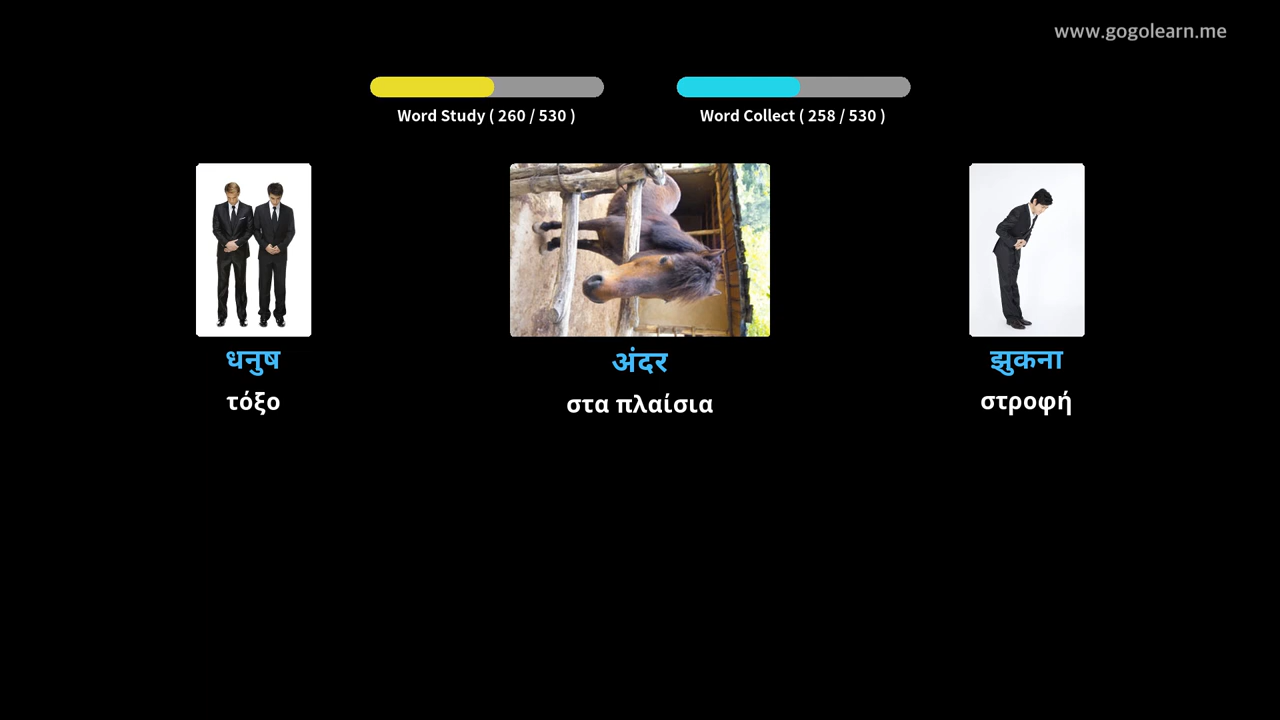 www.gogolearn.me
Word Study ( 260 / 530 )
Word Collect ( 258 / 530 )
धनुष
τόξο
अंदर
στα πλαίσια
झुकना
στροφή